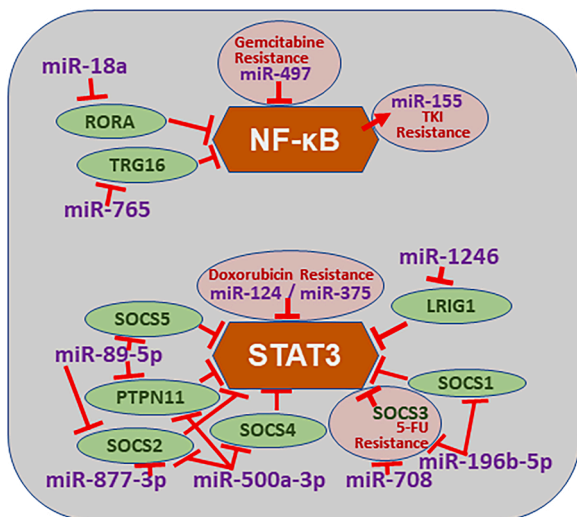 Gemcitabine
Resistance
miR-497
miR-18a
miR-155
TKI
Resistance
RORA
NF-κB
TRG16
miR-765
miR-1246
Doxorubicin Resistance
miR-124 / miR-375
LRIG1
SOCS5
STAT3
miR-89-5p
SOCS1
PTPN11
SOCS3
5-FU
Resistance
SOCS4
SOCS2
miR-196b-5p
miR-877-3p
miR-500a-3p
miR-708